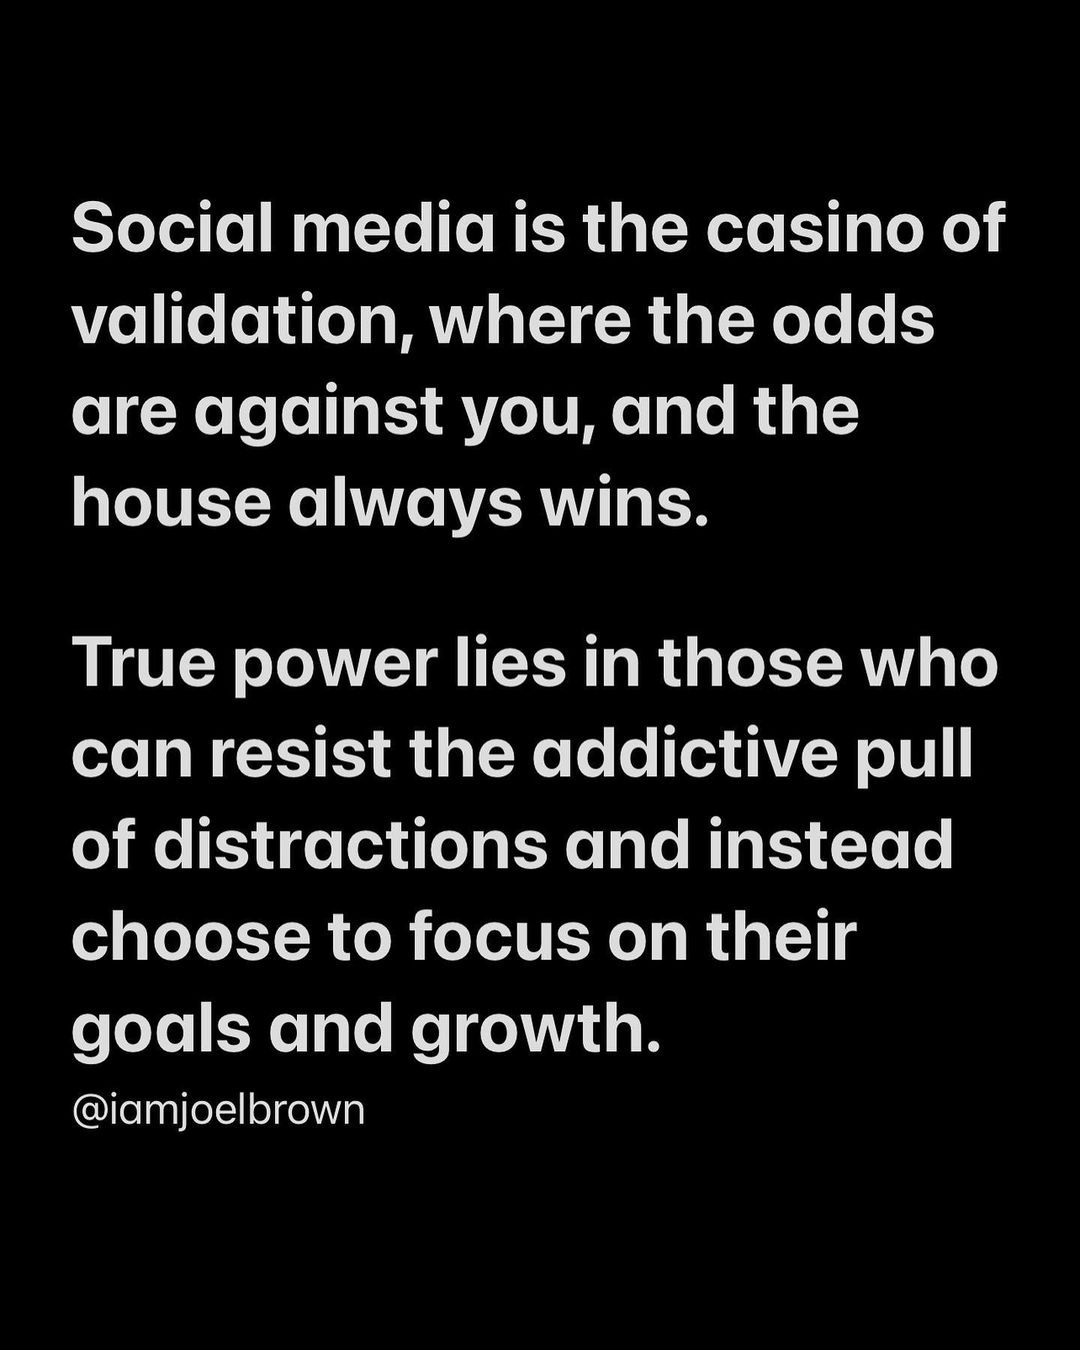 Social media is the casino of
validation, where the odds
are against you, and the
house always wins.
True power lies in those who
can resist the addictive pull
of distractions and instead
choose to focus on their
goals and growth.
@iamjoelbrown